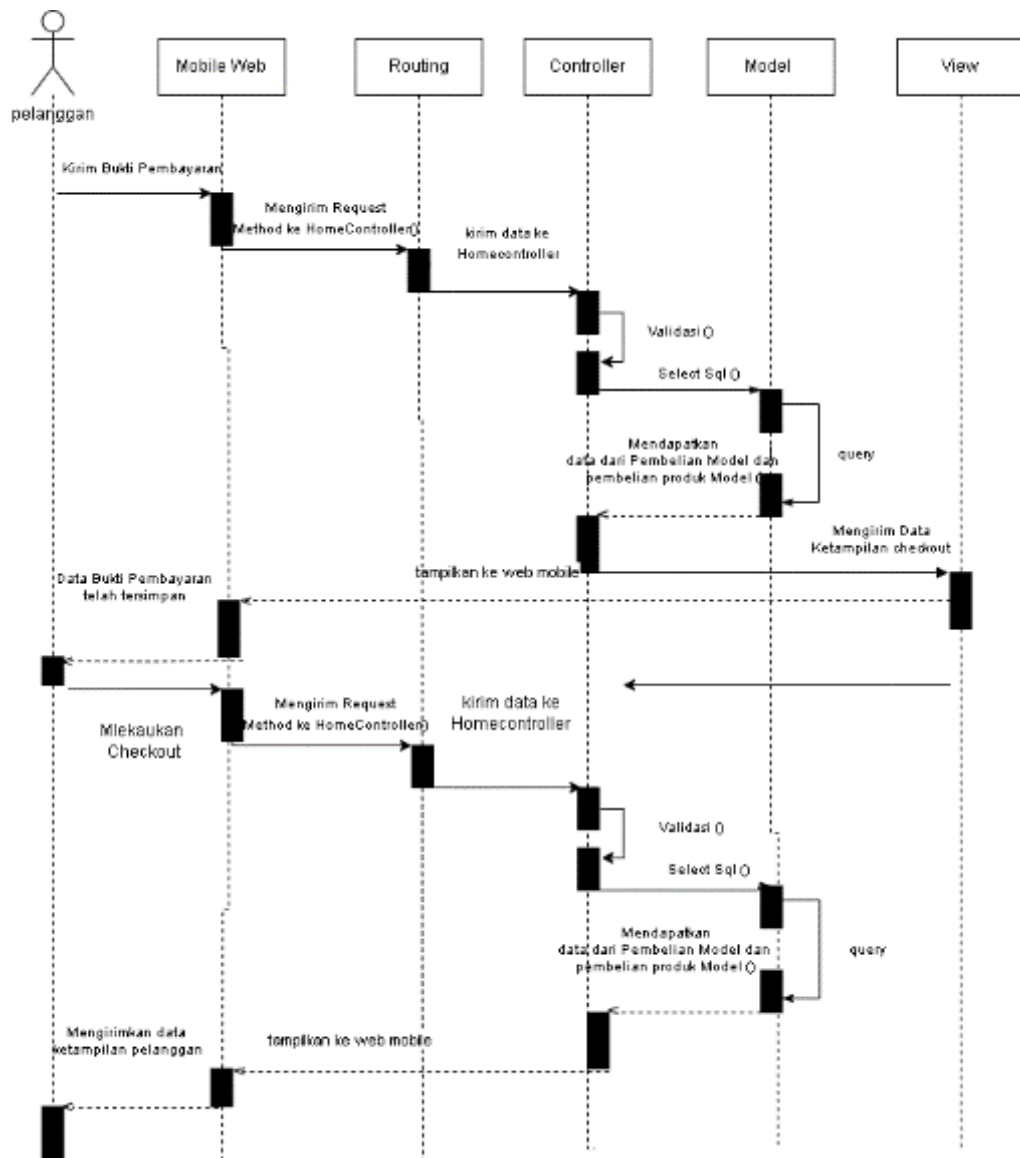 Mobile Web
Routing
Controller
Model
View
pelanggan
Kirim Bukti Pembayaran
Mengirim Request
Method ke HomeController()
kirim data ke
Homecontroller
Validasi ()
Select Sql ()
Mendapatkan
data dari Pembelian Model dan
pembelian produk Model ()
query
Mengirim Data
Ketampilan checkout
tampilkan ke web mobile
Data Bukti Pembayaran
telah tersimpan
Mlekaukan
Checkout
Mengirim Request
Method ke HomeController()
kirim data ke
Homecontroller
Validasi ()
Select Sql ()
Mendapatkan
data dari Pembelian Model dan
pembelian produk Model ()
query
Mengirimkan data
ketampilan pelanggan
tampilkan ke web mobile